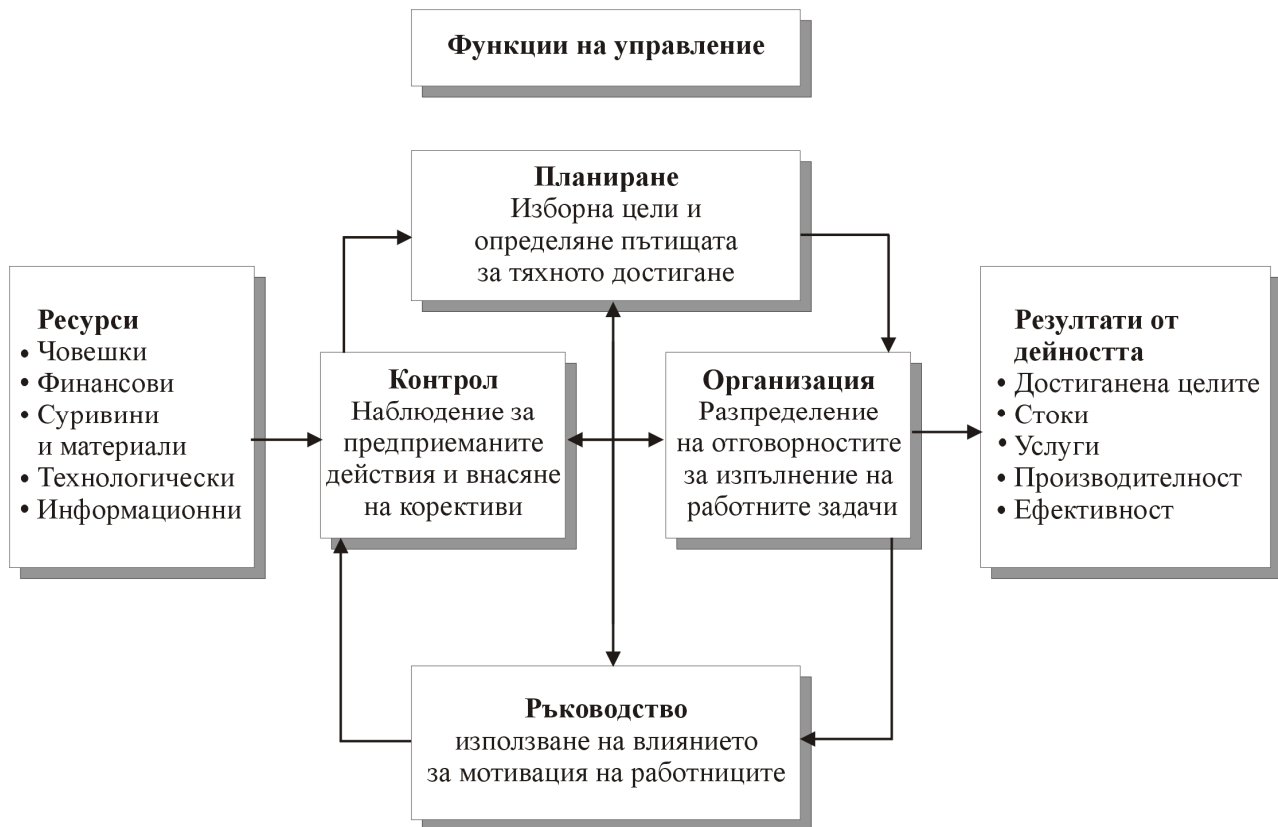 Функции на управление
Планиране
Изборна цели и
определяне пътищата
за тяхното достигане
Ресурси
• Човешки
• Финансови
• Суривини
и материали
• Технологически
• Информационни
Контрол
Наблюдение за
предприеманите
действия и внасяне
на корективи
Организация
Разпределение
на отговорностите
за изпълнение на
работните задачи
Резултати от
дейността
• Достиганена целите
• Стоки
• Услуги
• Производителност
• Ефективност
Ръководство
използване на влиянието
за мотивация на работниците